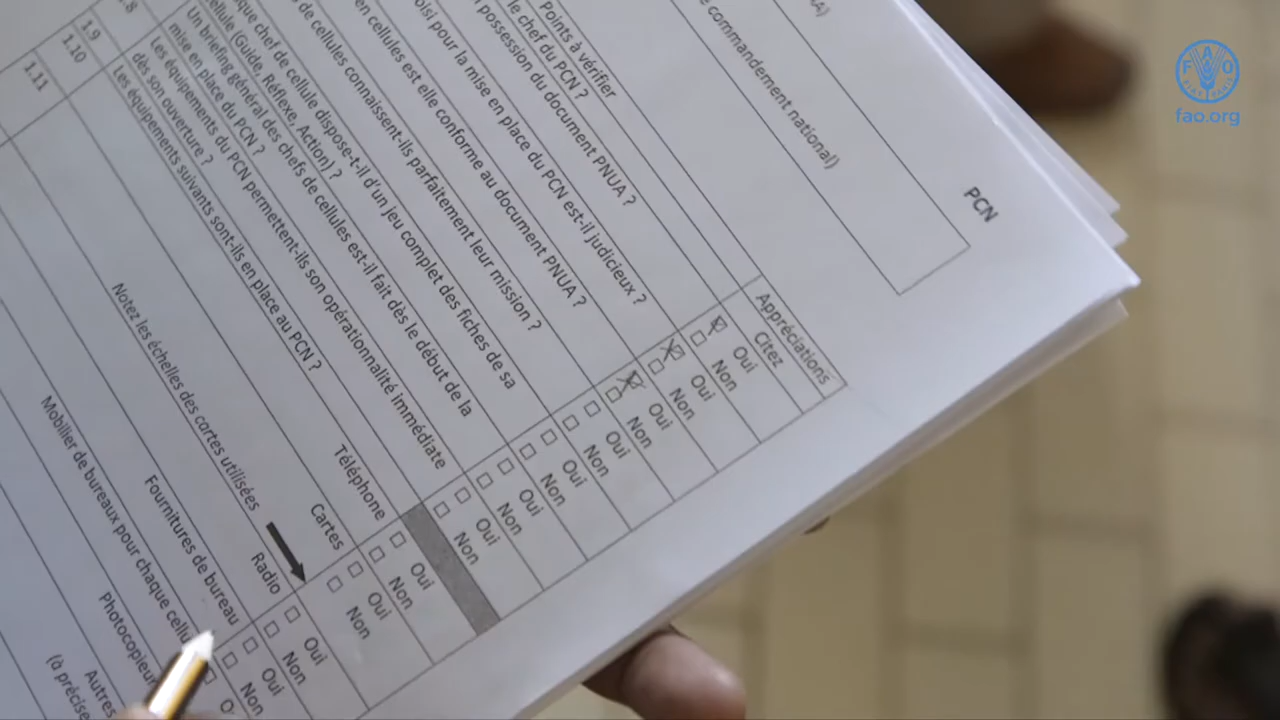 FAO
FIAT PANIS
fao.org
PCN
commandement national)
Points à vérifier
Appréciations
Citez
le chef du PCN ?
possession du document PNUA ?
Oui
Non
pour la mise en place du PCN est-il judicieux ?
Oui
Non
en cellules est elle conforme au document PNUA ?
Oui
Non
de cellules connaissent-ils parfaitement leur mission ?
Oui
Non
chef de cellule dispose-t-il d'un jeu complet des fiches de sa
cellule (Guide, Réflexe, Action) ?
Oui
Non
Un briefing général des chefs de cellules est-il fait dès le début de la
mise en place du PCN ?
Oui
Non
1.9
Les équipements du PCN permettent-ils son opérationnalité immédiate
dès son ouverture ?
Oui
Non
1.10
Les équipements suivants sont-ils en place au PCN ?
1.11
Téléphone
Oui
Non
Cartes
Oui
Non
Notez les échelles des cartes utilisées
Radio
Oui
Non
Fournitures de bureau
Oui
Non
Mobilier de bureaux pour chaque
Photocopieur
Autres